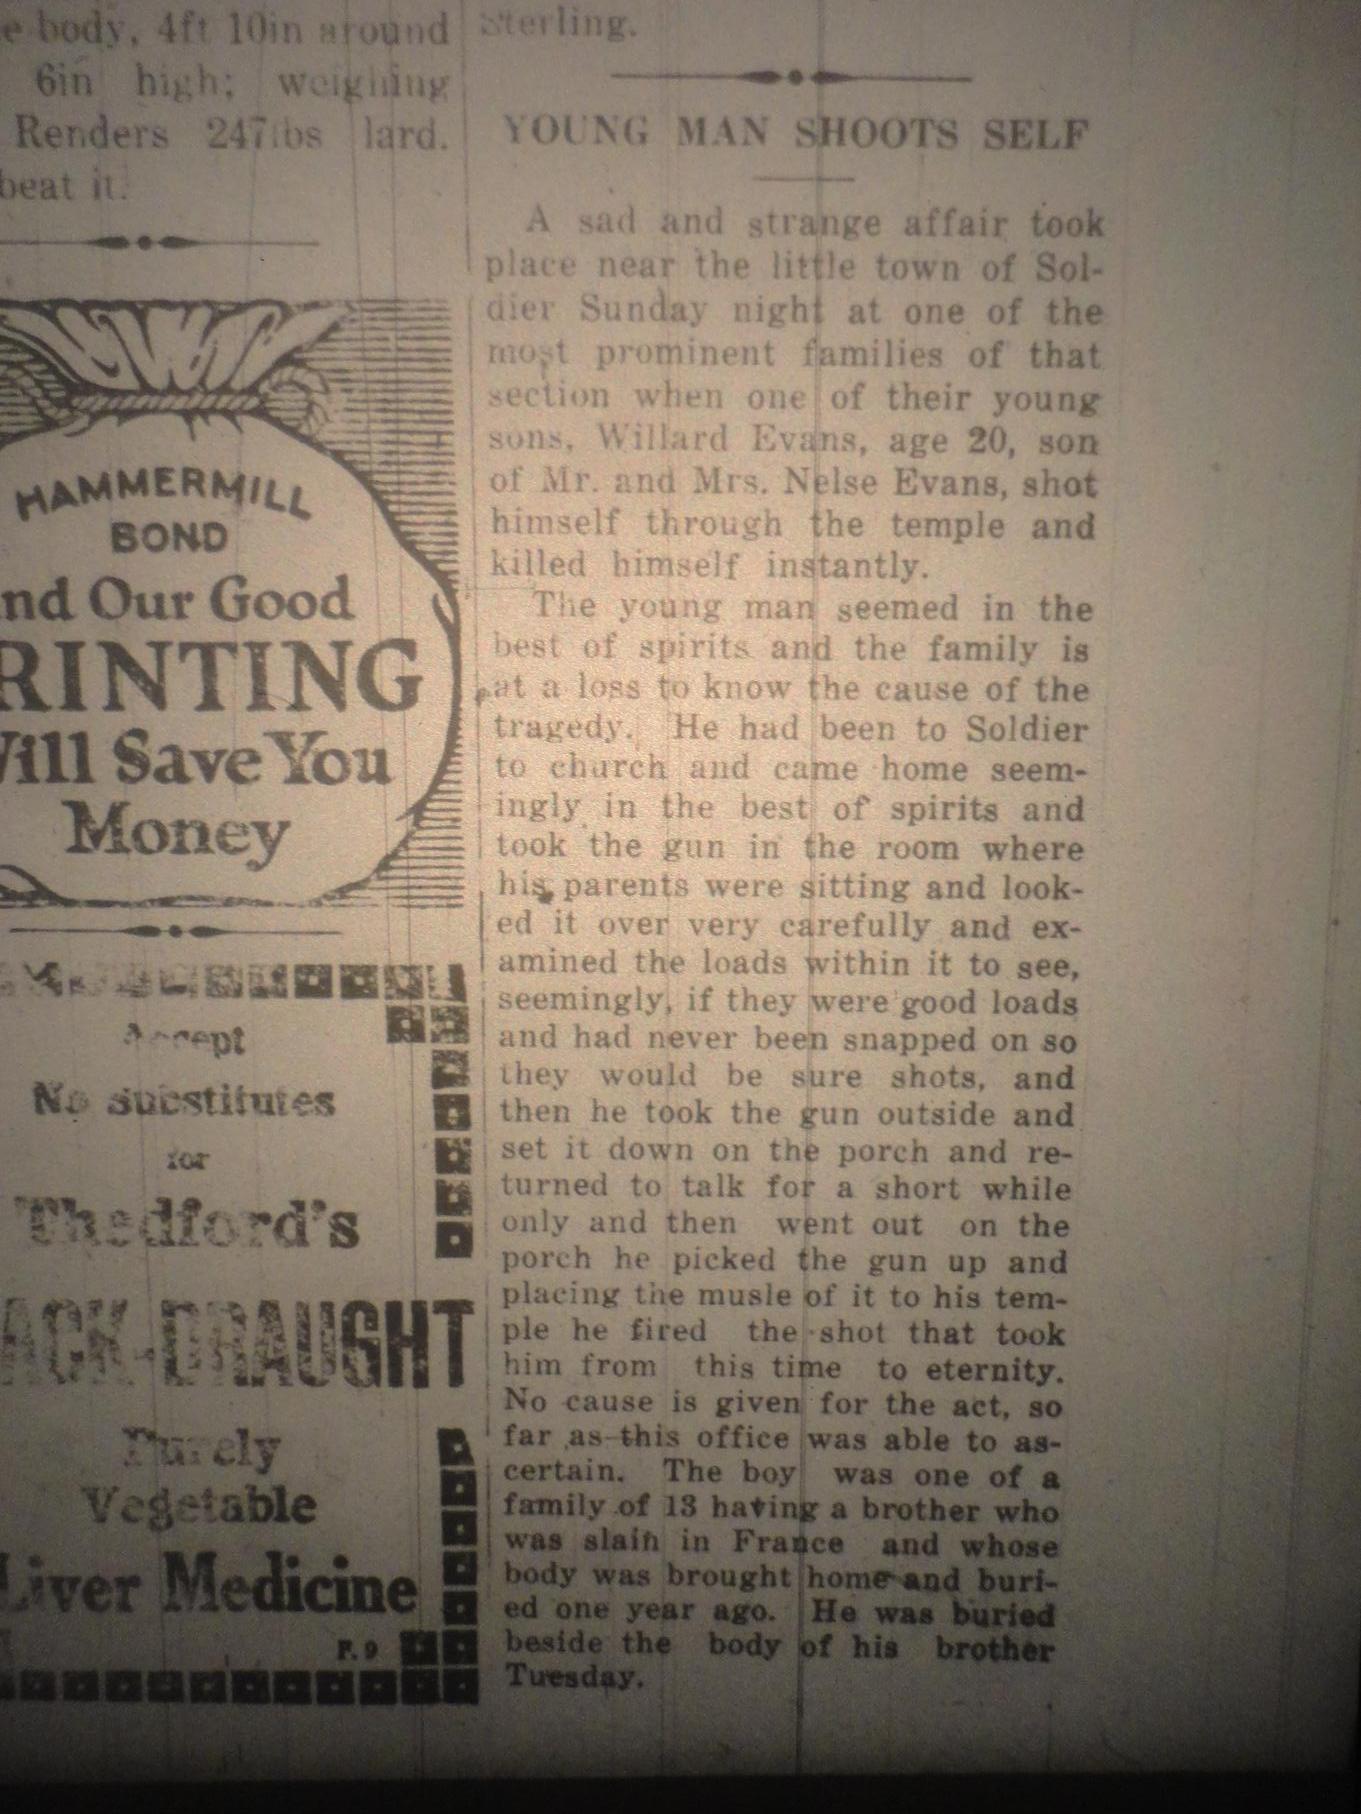 body, 4ft 10in around
6in high; weighing
Renders 247lbs lard.
beat it.
HAMMERMILL
BOND
nd Our Good
RINTING
Will Save You
Money
Accept
No Substitutes
for
Thedford's
ACK-DRAUGHT
Purely
Vegetable
Liver Medicine
F. 9
Sterling.
YOUNG MAN SHOOTS SELF
A sad and strange affair took
place near the little town of Sol-
dier Sunday night at one of the
most prominent families of that
section when one of their young
sons, Willard Evans, age 20, son
of Mr. and Mrs. Nelse Evans, shot
himself through the temple and
killed himself instantly.
The young man seemed in the
best of spirits and the family is
at a loss to know the cause of the
tragedy. He had been to Soldier
to church and came home seem-
ingly in the best of spirits and
took the gun in the room where
his parents were sitting and look-
ed it over very carefully and ex-
amined the loads within it to see,
seemingly, if they were good loads
and had never been snapped on so
they would be sure shots, and
then he took the gun outside and
set it down on the porch and re-
turned to talk for a short while
only and then went out on the
porch he picked the gun up and
placing the musle of it to his tem-
ple he fired the shot that took
him from this time to eternity.
No cause is given for the act, so
far as this office was able to as-
certain. The boy was one of a
family of 13 having a brother who
was slain in France and whose
body was brought home and buri-
ed one year ago. He was buried
beside the body of his brother
Tuesday.